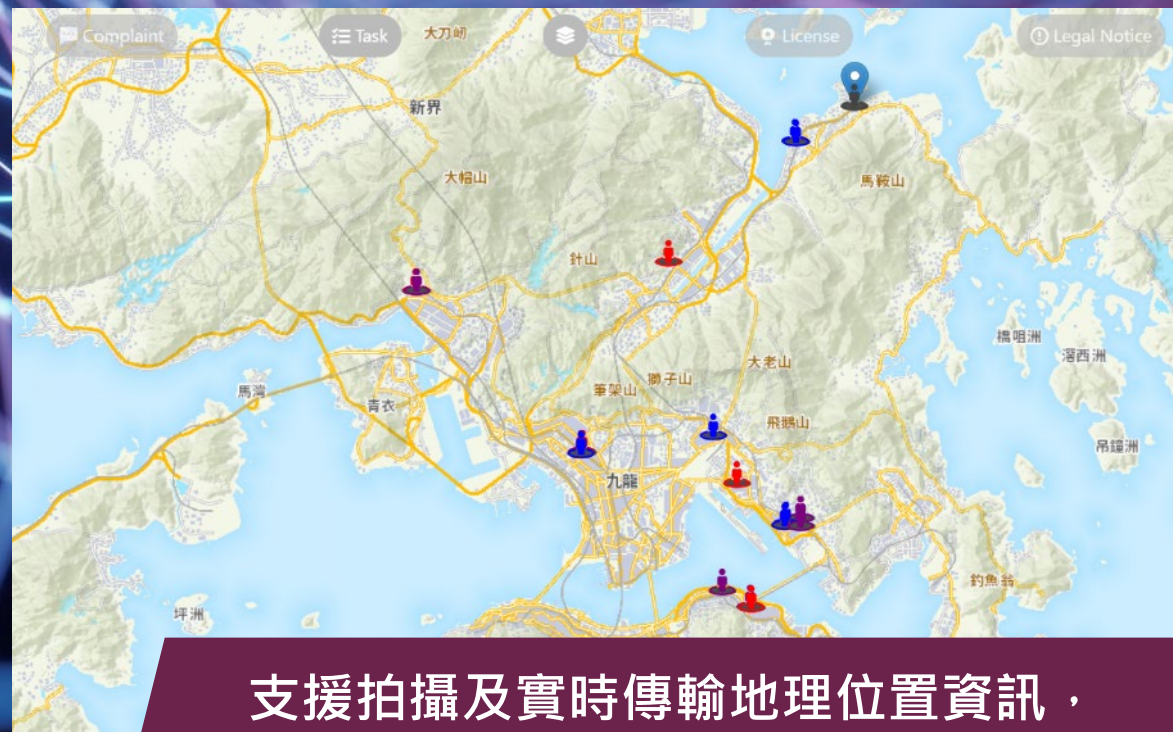 Complaint
Task
大刀屻
License
Legal Notice
新界
大帽山
馬鞍山
針山
橋咀洲
滘西洲
大老山
獅子山
筆架山
馬灣
青衣
飛鵝山
吊鐘洲
九龍
釣魚翁
坪洲
支援拍攝及實時傳輸地理位置資訊，